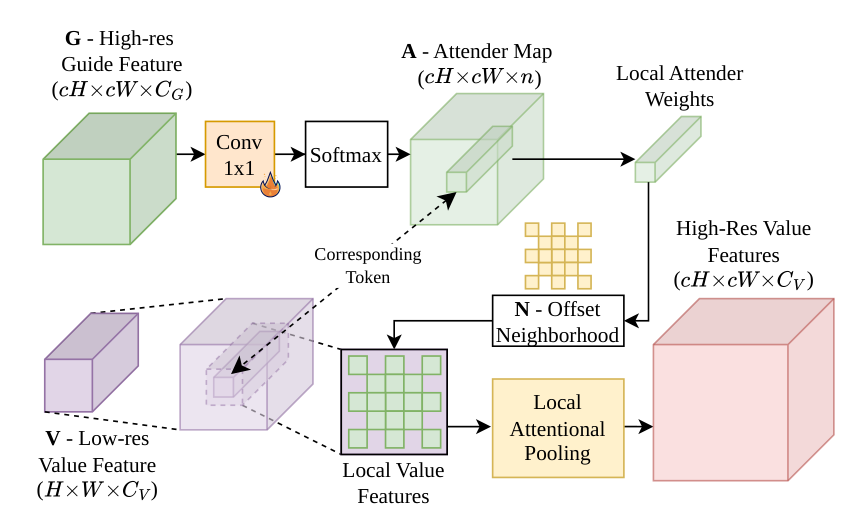 G - High-res
Guide Feature
(cH×cW×C_G)
Conv
1x1
Softmax
A - Attender Map
(cH×cW×n)
Local Attender
Weights
Corresponding
Token
High-Res Value
Features
(cH×cW×C_V)
N - Offset
Neighborhood
V - Low-res
Value Feature
(H×W×C_V)
Local Value
Features
Local
Attentional
Pooling